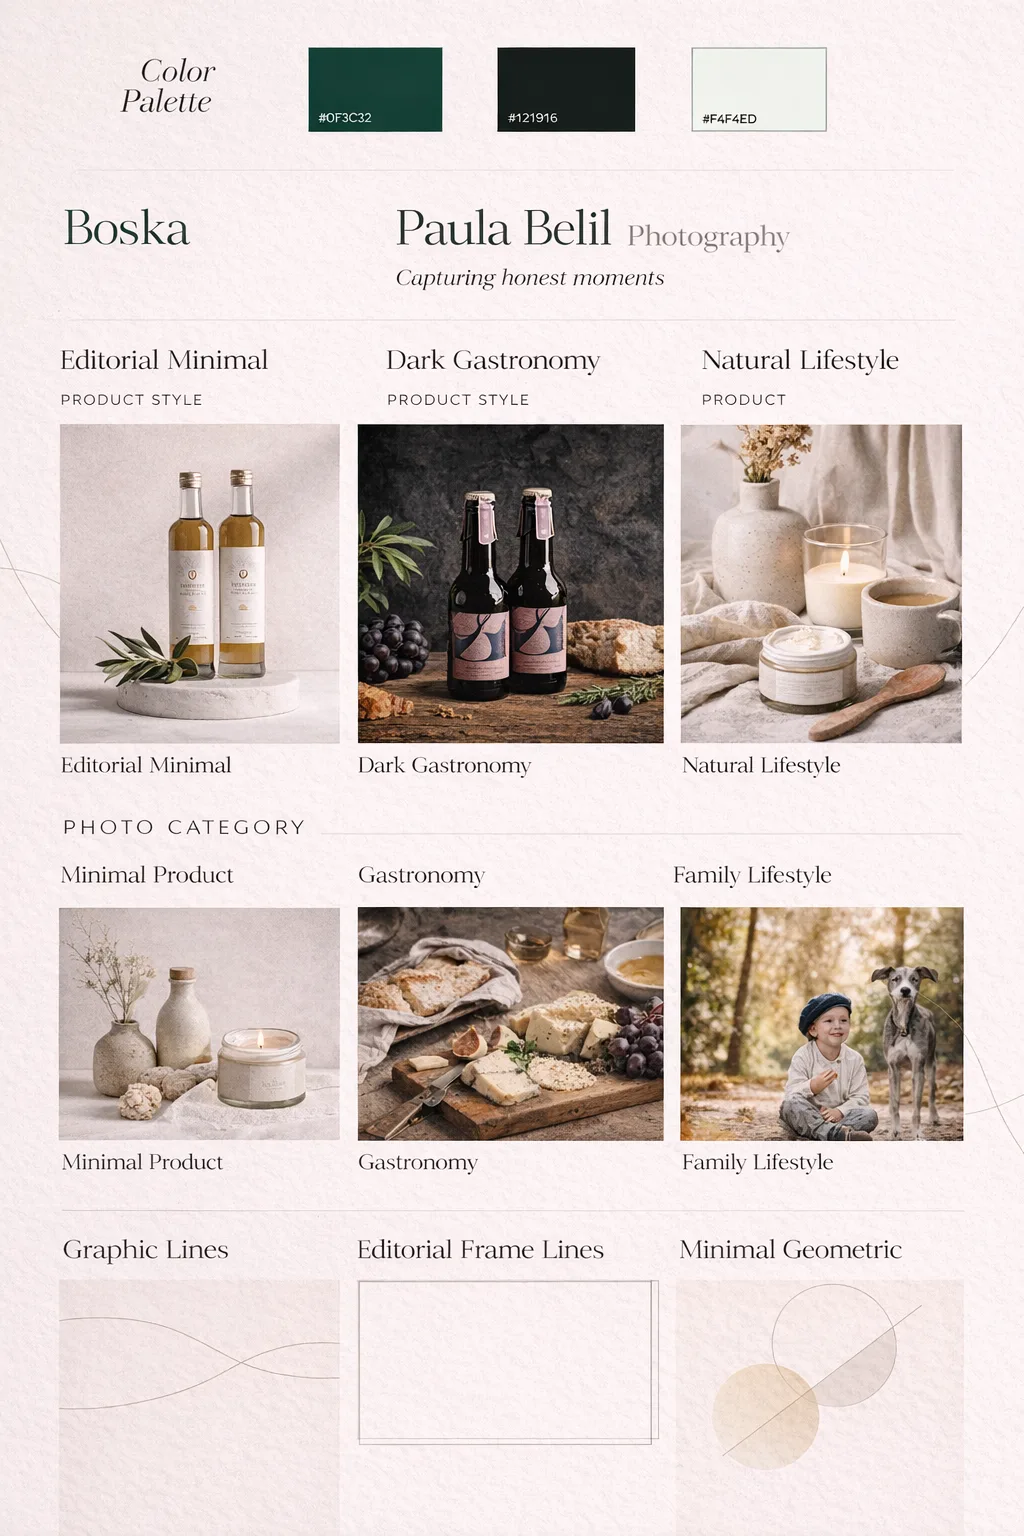 Color
Palette
#0F3C32
#121916
#F4F4ED
Boska
Paula Belil Photography
Capturing honest moments
Editorial Minimal
Dark Gastronomy
Natural Lifestyle
PRODUCT STYLE
PRODUCT STYLE
PRODUCT
Editorial Minimal
Dark Gastronomy
Natural Lifestyle
PHOTO CATEGORY
Minimal Product
Gastronomy
Family Lifestyle
Minimal Product
Gastronomy
Family Lifestyle
Graphic Lines
Editorial Frame Lines
Minimal Geometric